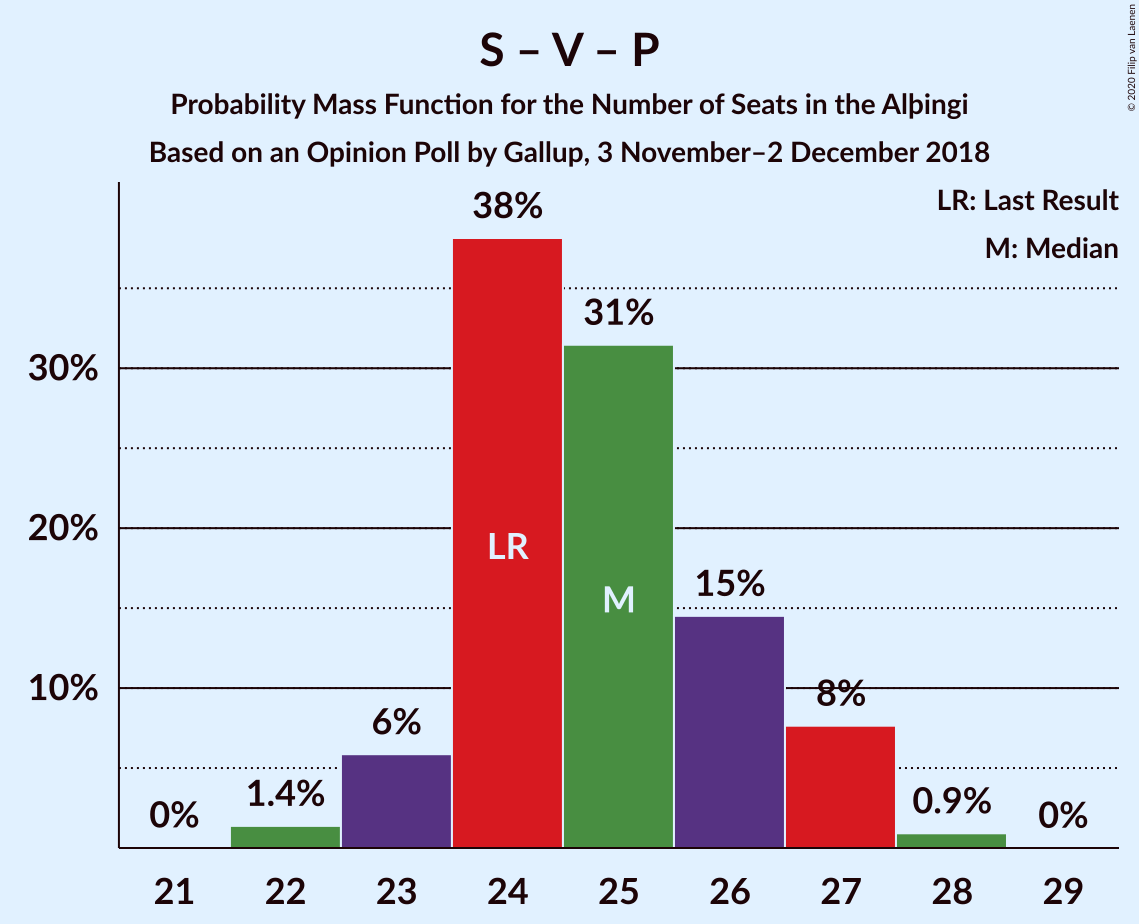 S – V – P
Probability Mass Function for the Number of Seats in the Alþingi
Based on an Opinion Poll by Gallup, 3 November–2 December 2018
© 2020 Filip van Laenen
LR: Last Result
M: Median
38%
31%
30%
LR
20%
M
15%
10%
8%
6%
1.4%
0.9%
0%
0%
21 22 23 24 25 26 27 28 29